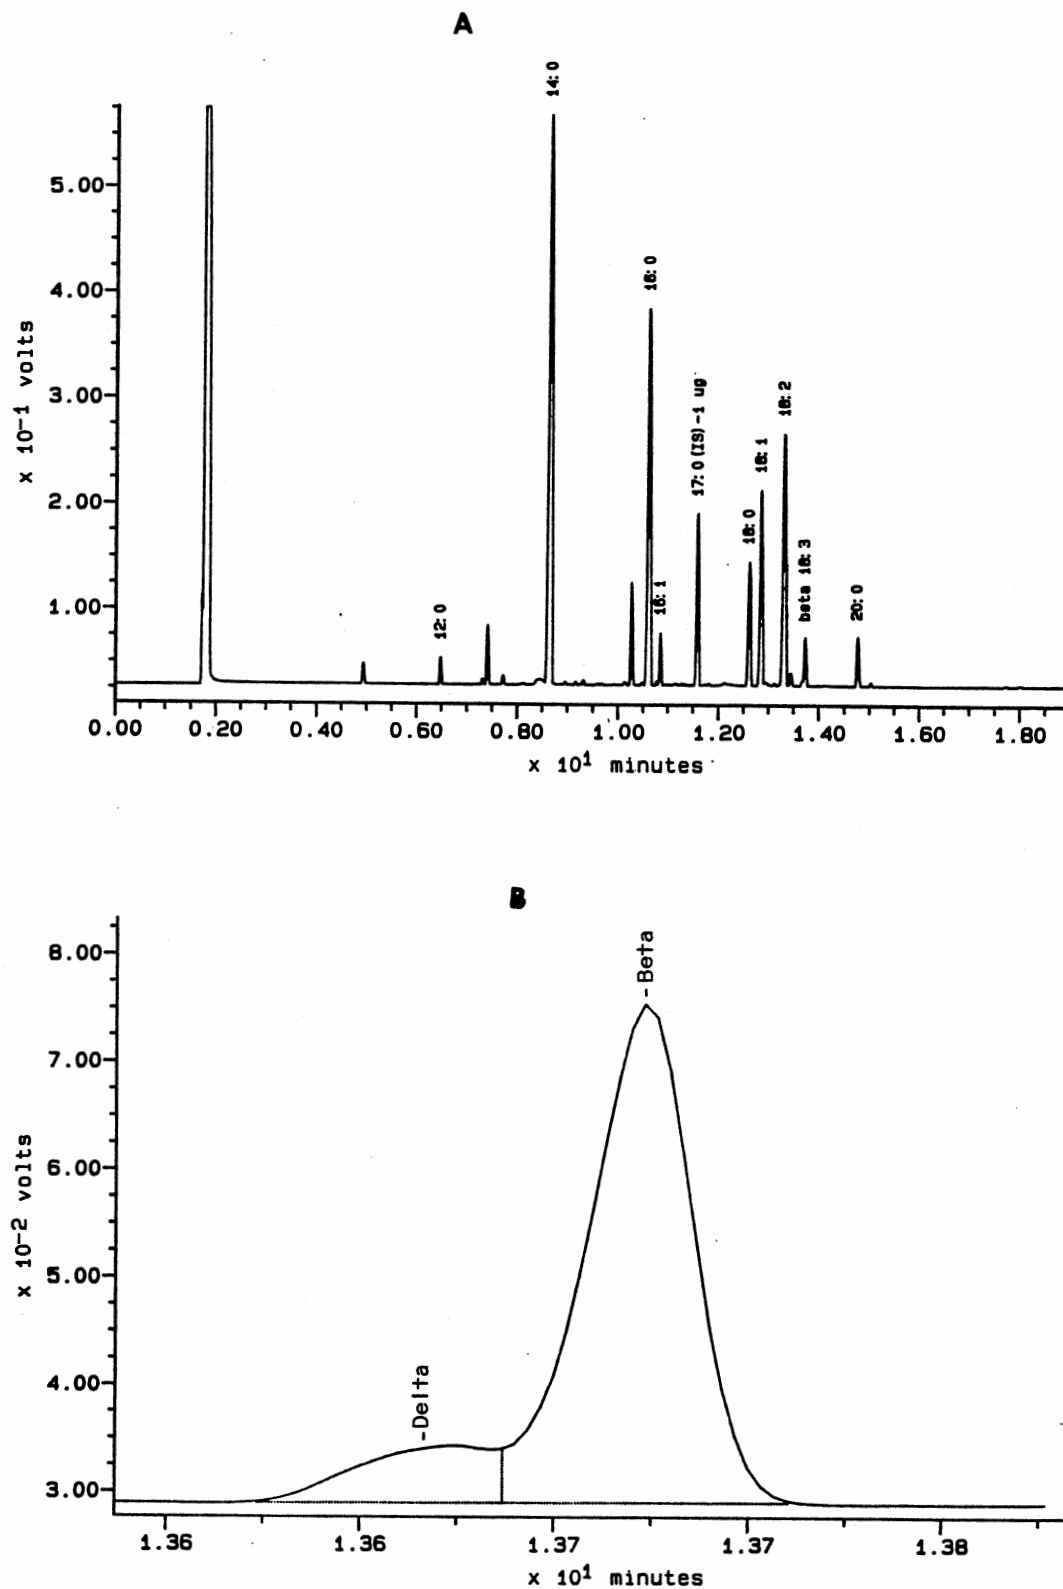 A
14:0
5.00
16:0
4.00
x 10-1 volts
3.00
17:0(IS)-1 ug
18:2
18:1
2.00
18:0
beta 18:3
1.00
12:0
16:1
20:0
0.00 0.20 0.40 0.60 0.80 1.00 1.20 1.40 1.60 1.80
x 10¹ minutes
B
8.00
-Beta
7.00
x 10-2 volts
6.00
5.00
4.00
-Delta
3.00
1.36 1.36 1.37 1.37 1.38
x 10¹ minutes